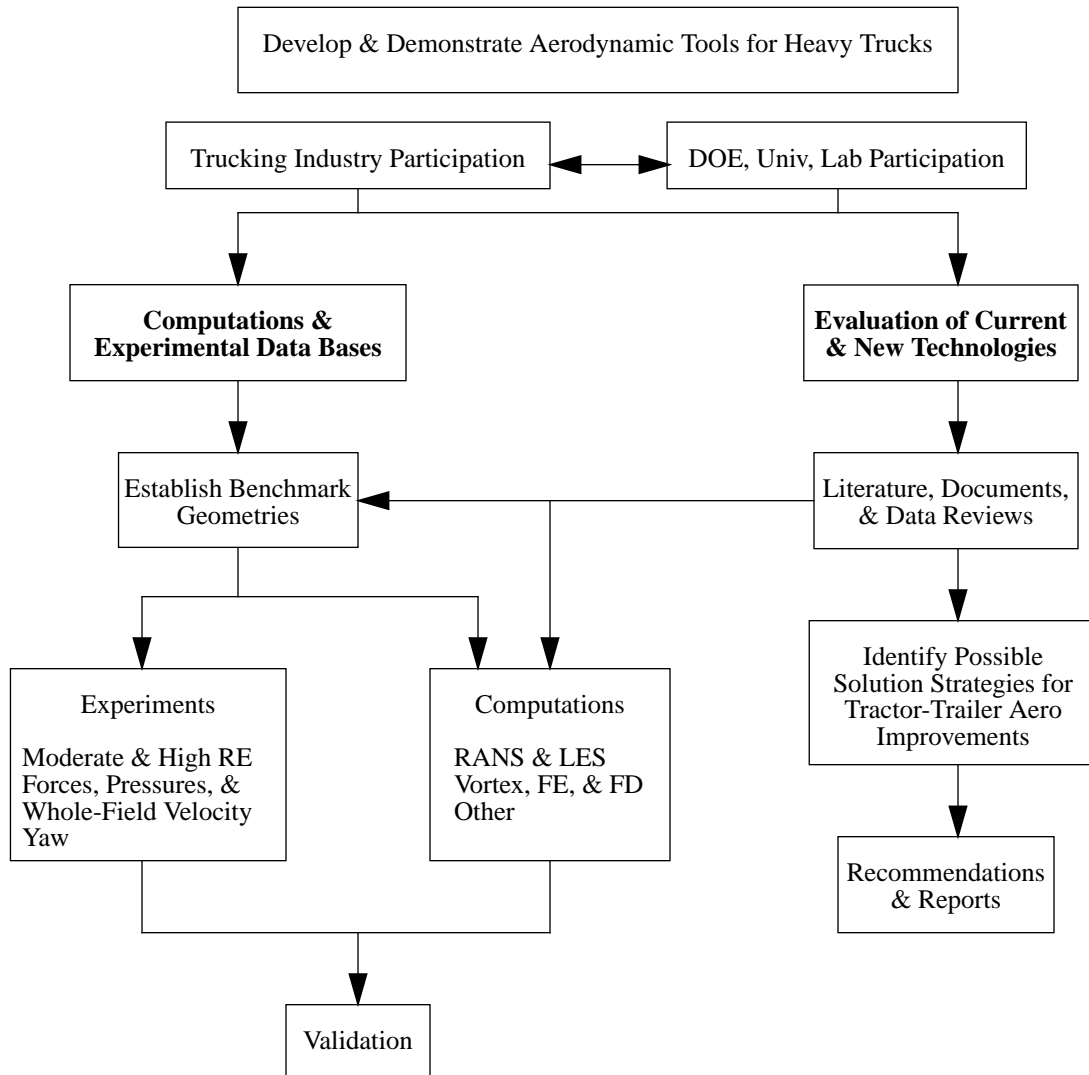 Develop & Demonstrate Aerodynamic Tools for Heavy Trucks
Trucking Industry Participation
DOE, Univ, Lab Participation
Computations &
Experimental Data Bases
Evaluation of Current
& New Technologies
Establish Benchmark
Geometries
Literature, Documents,
& Data Reviews
Experiments
Moderate & High RE
Forces, Pressures, &
Whole-Field Velocity
Yaw
Computations
RANS & LES
Vortex, FE, & FD
Other
Identify Possible
Solution Strategies for
Tractor-Trailer Aero
Improvements
Recommendations
& Reports
Validation